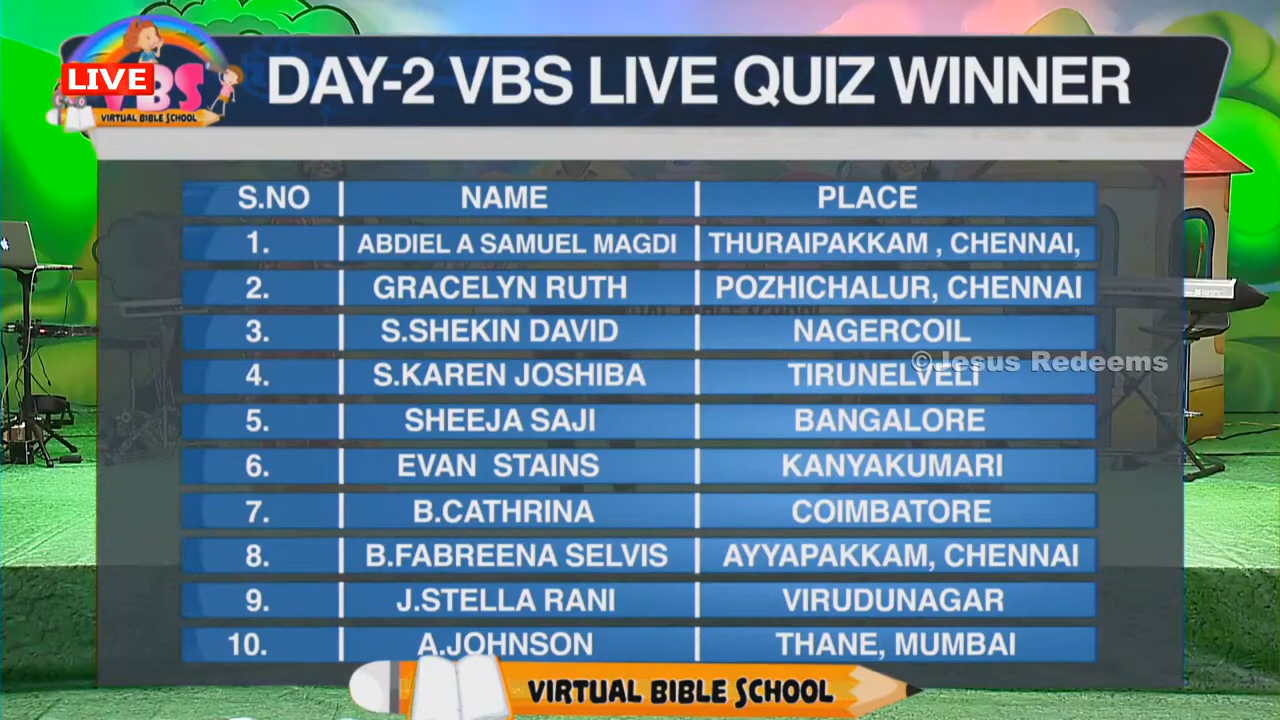 LIVE
VBS
VIRTUAL BIBLE SCHOOL
DAY-2 VBS LIVE QUIZ WINNER
S.NO NAME PLACE
1. ABDIEL A SAMUEL MAGDI THURAIPAKKAM , CHENNAI,
2. GRACELYN RUTH POZHICHALUR, CHENNAI
3. S.SHEKIN DAVID NAGERCOIL
©Jesus Redeems
4. S.KAREN JOSHIBA TIRUNELVELI
5. SHEEJA SAJI BANGALORE
6. EVAN STAINS KANYAKUMARI
7. B.CATHRINA COIMBATORE
8. B.FABREENA SELVIS AYYAPAKKAM, CHENNAI
9. J.STELLA RANI VIRUDUNAGAR
10. A.JOHNSON THANE, MUMBAI
VIRTUAL BIBLE SCHOOL